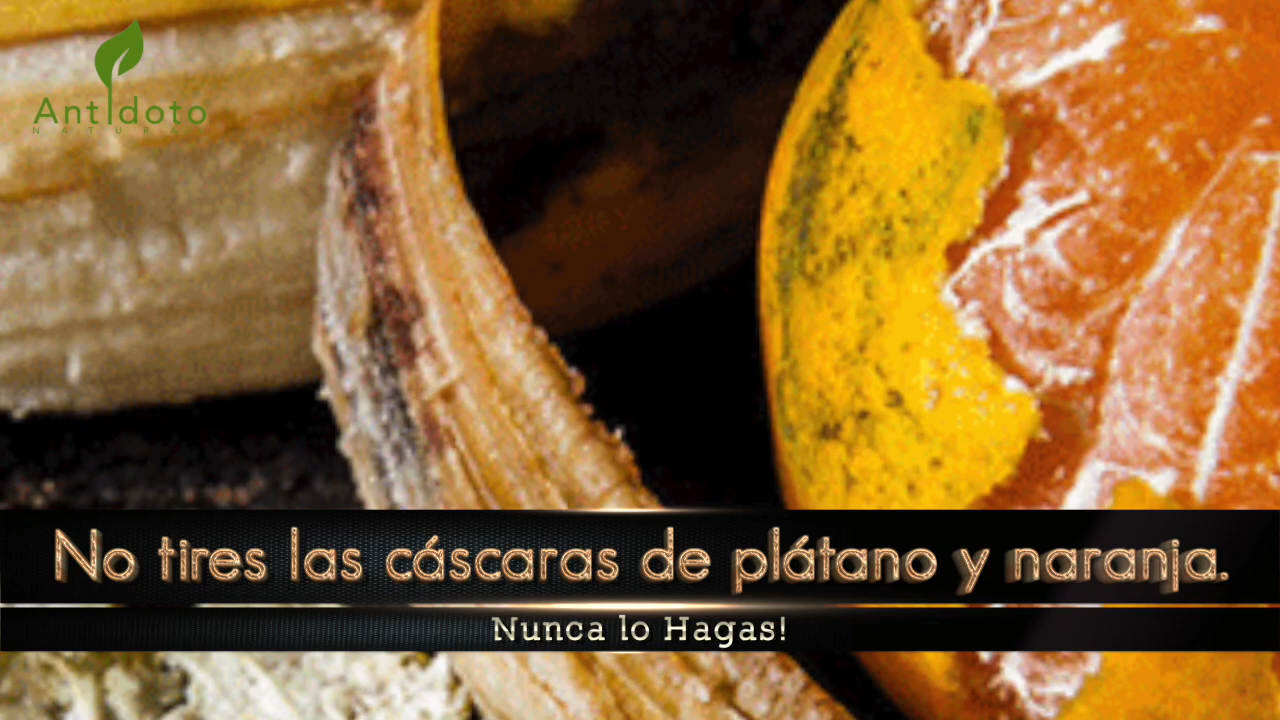 Antidoto
NATURAL
No tires las cáscaras de plátano y naranja.
Nunca lo Hagas!